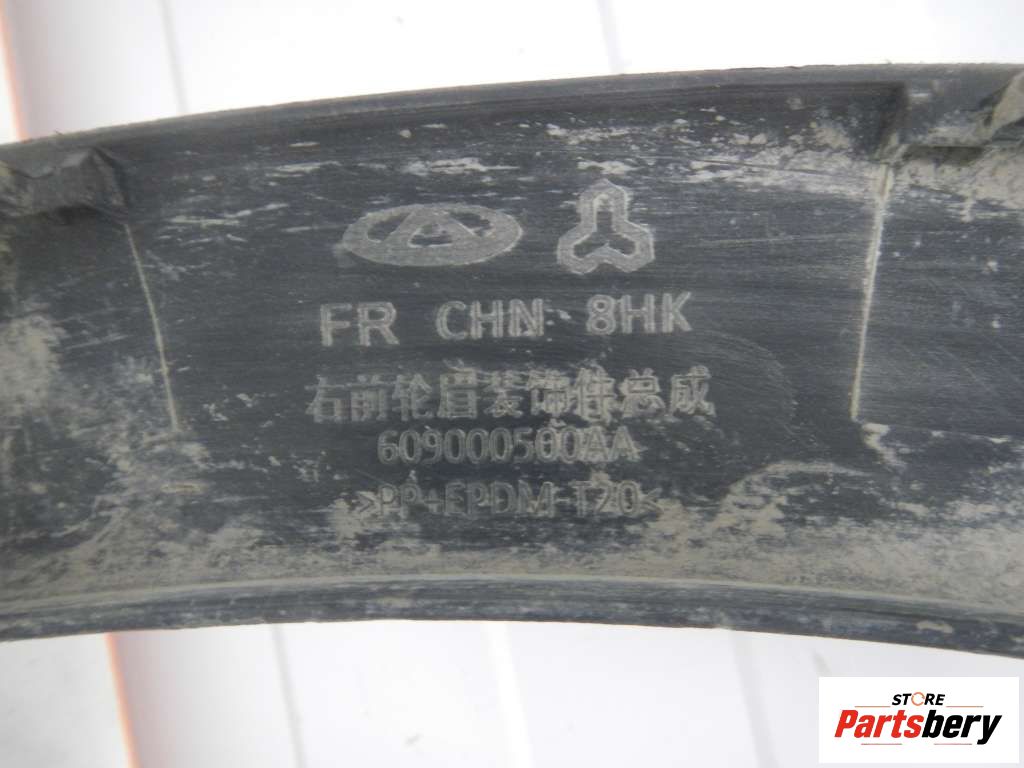 FR CHN 8HK
右前轮眉装饰件总成
609000500AA
>PP+EPDM-T20<
STORE
Partsbery